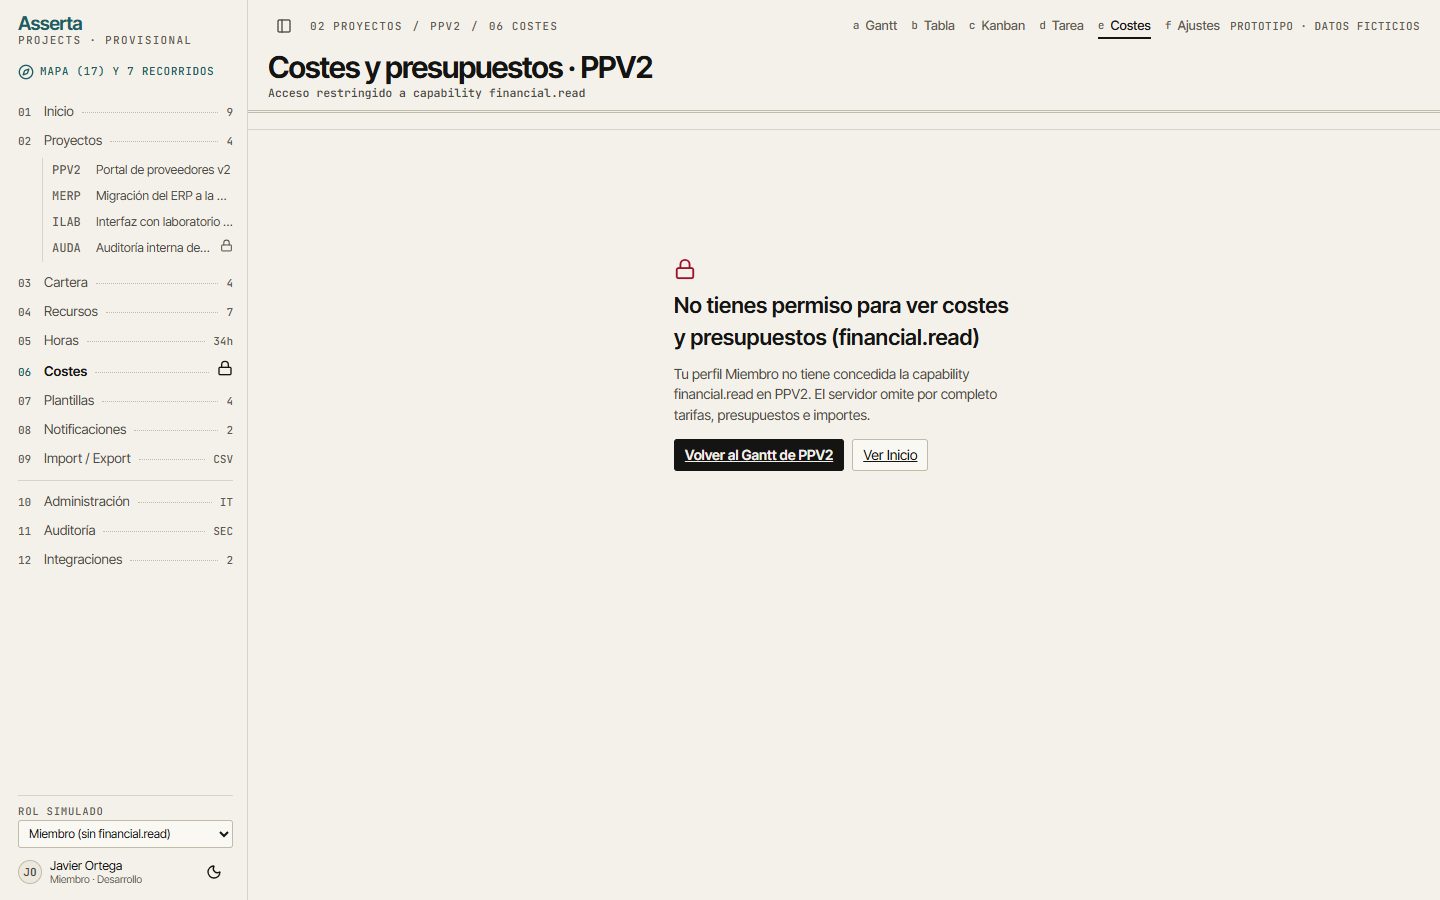 Asserta
PROJECTS · PROVISIONAL
MAPA (17) Y 7 RECORRIDOS
01 Inicio 9
02 Proyectos 4
PPV2 Portal de proveedores v2
MERP Migración del ERP a la ...
ILAB Interfaz con laboratorio ...
AUDA Auditoría interna de...
03 Cartera 4
04 Recursos 7
05 Horas 34h
06 Costes
07 Plantillas 4
08 Notificaciones 2
09 Import / Export CSV
10 Administración IT
11 Auditoría SEC
12 Integraciones 2
ROL SIMULADO
Miembro (sin financial.read)
JO Javier Ortega
Miembro · Desarrollo
02 PROYECTOS / PPV2 / 06 COSTES
a Gantt b Tabla c Kanban d Tarea e Costes f Ajustes PROTOTIPO · DATOS FICTICIOS
Costes y presupuestos · PPV2
Acceso restringido a capability financial.read
No tienes permiso para ver costes
y presupuestos (financial.read)
Tu perfil Miembro no tiene concedida la capability
financial.read en PPV2. El servidor omite por completo
tarifas, presupuestos e importes.
Volver al Gantt de PPV2 Ver Inicio